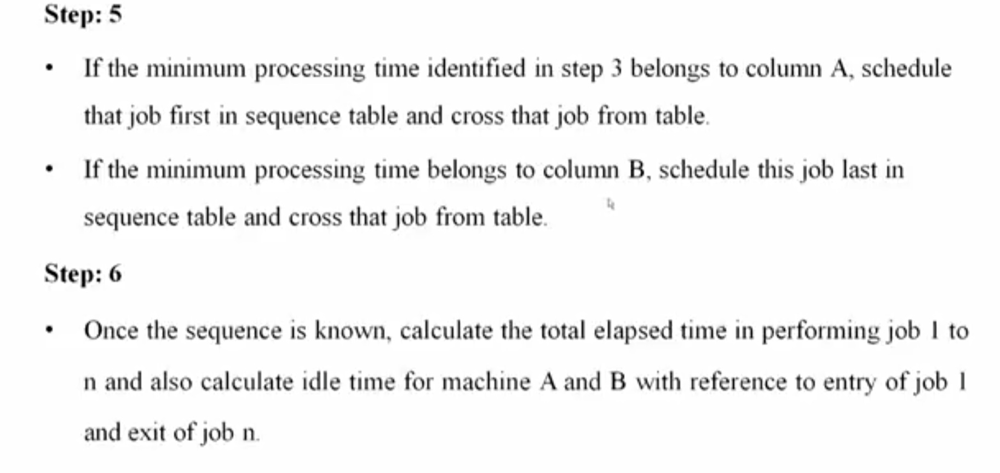 Step: 5
• If the minimum processing time identified in step 3 belongs to column A, schedule
that job first in sequence table and cross that job from table.
• If the minimum processing time belongs to column B, schedule this job last in
sequence table and cross that job from table.
Step: 6
• Once the sequence is known, calculate the total elapsed time in performing job 1 to
n and also calculate idle time for machine A and B with reference to entry of job 1
and exit of job n.